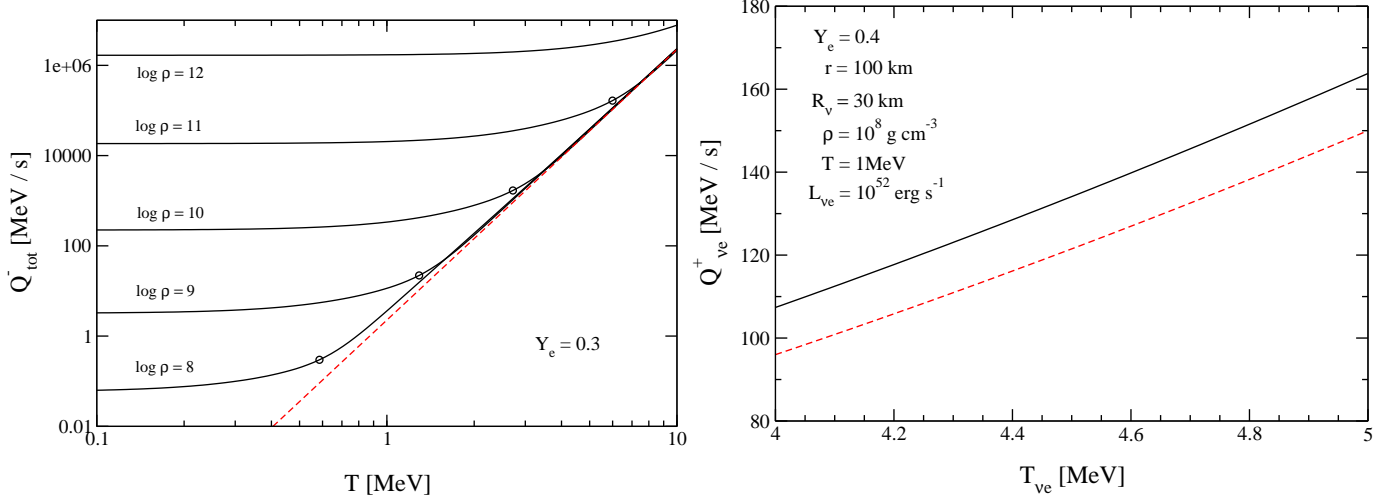 Q⁻tot [MeV / s]
1e+06
10000
100
1
0.01
log ρ = 12
log ρ = 11
log ρ = 10
log ρ = 9
log ρ = 8
Yₑ = 0.3
0.1
1
10
T [MeV]
Q⁺νe [MeV / s]
180
160
140
120
100
80
Yₑ = 0.4
r = 100 km
Rν = 30 km
ρ = 10⁸ g cm⁻³
T = 1MeV
Lνe = 10⁵² erg s⁻¹
4
4.2
4.4
4.6
4.8
5
Tνe [MeV]